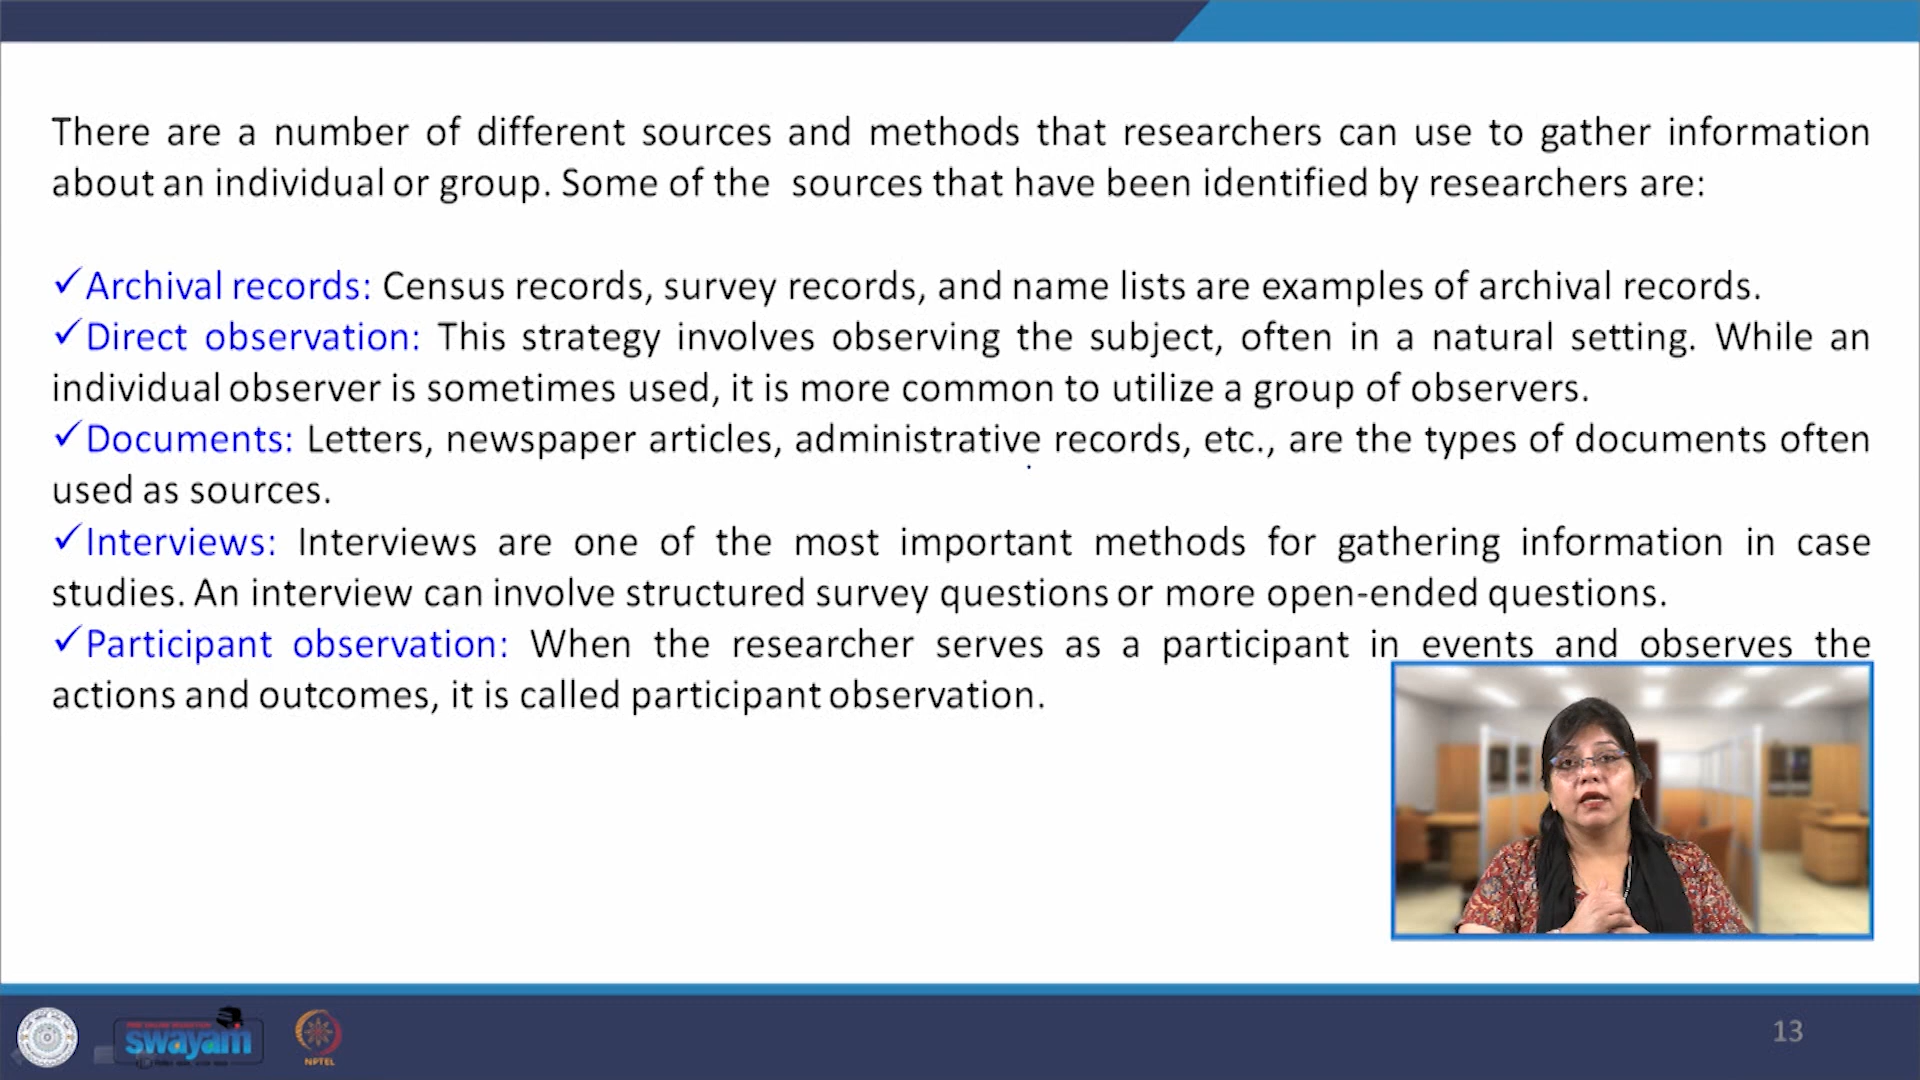 There are a number of different sources and methods that researchers can use to gather information
about an individual or group. Some of the sources that have been identified by researchers are:
✓Archival records: Census records, survey records, and name lists are examples of archival records.
✓Direct observation: This strategy involves observing the subject, often in a natural setting. While an
individual observer is sometimes used, it is more common to utilize a group of observers.
✓Documents: Letters, newspaper articles, administrative records, etc., are the types of documents often
used as sources.
✓Interviews: Interviews are one of the most important methods for gathering information in case
studies. An interview can involve structured survey questions or more open-ended questions.
✓Participant observation: When the researcher serves as a participant in events and observes the
actions and outcomes, it is called participant observation.
swayam
NPTEL
13